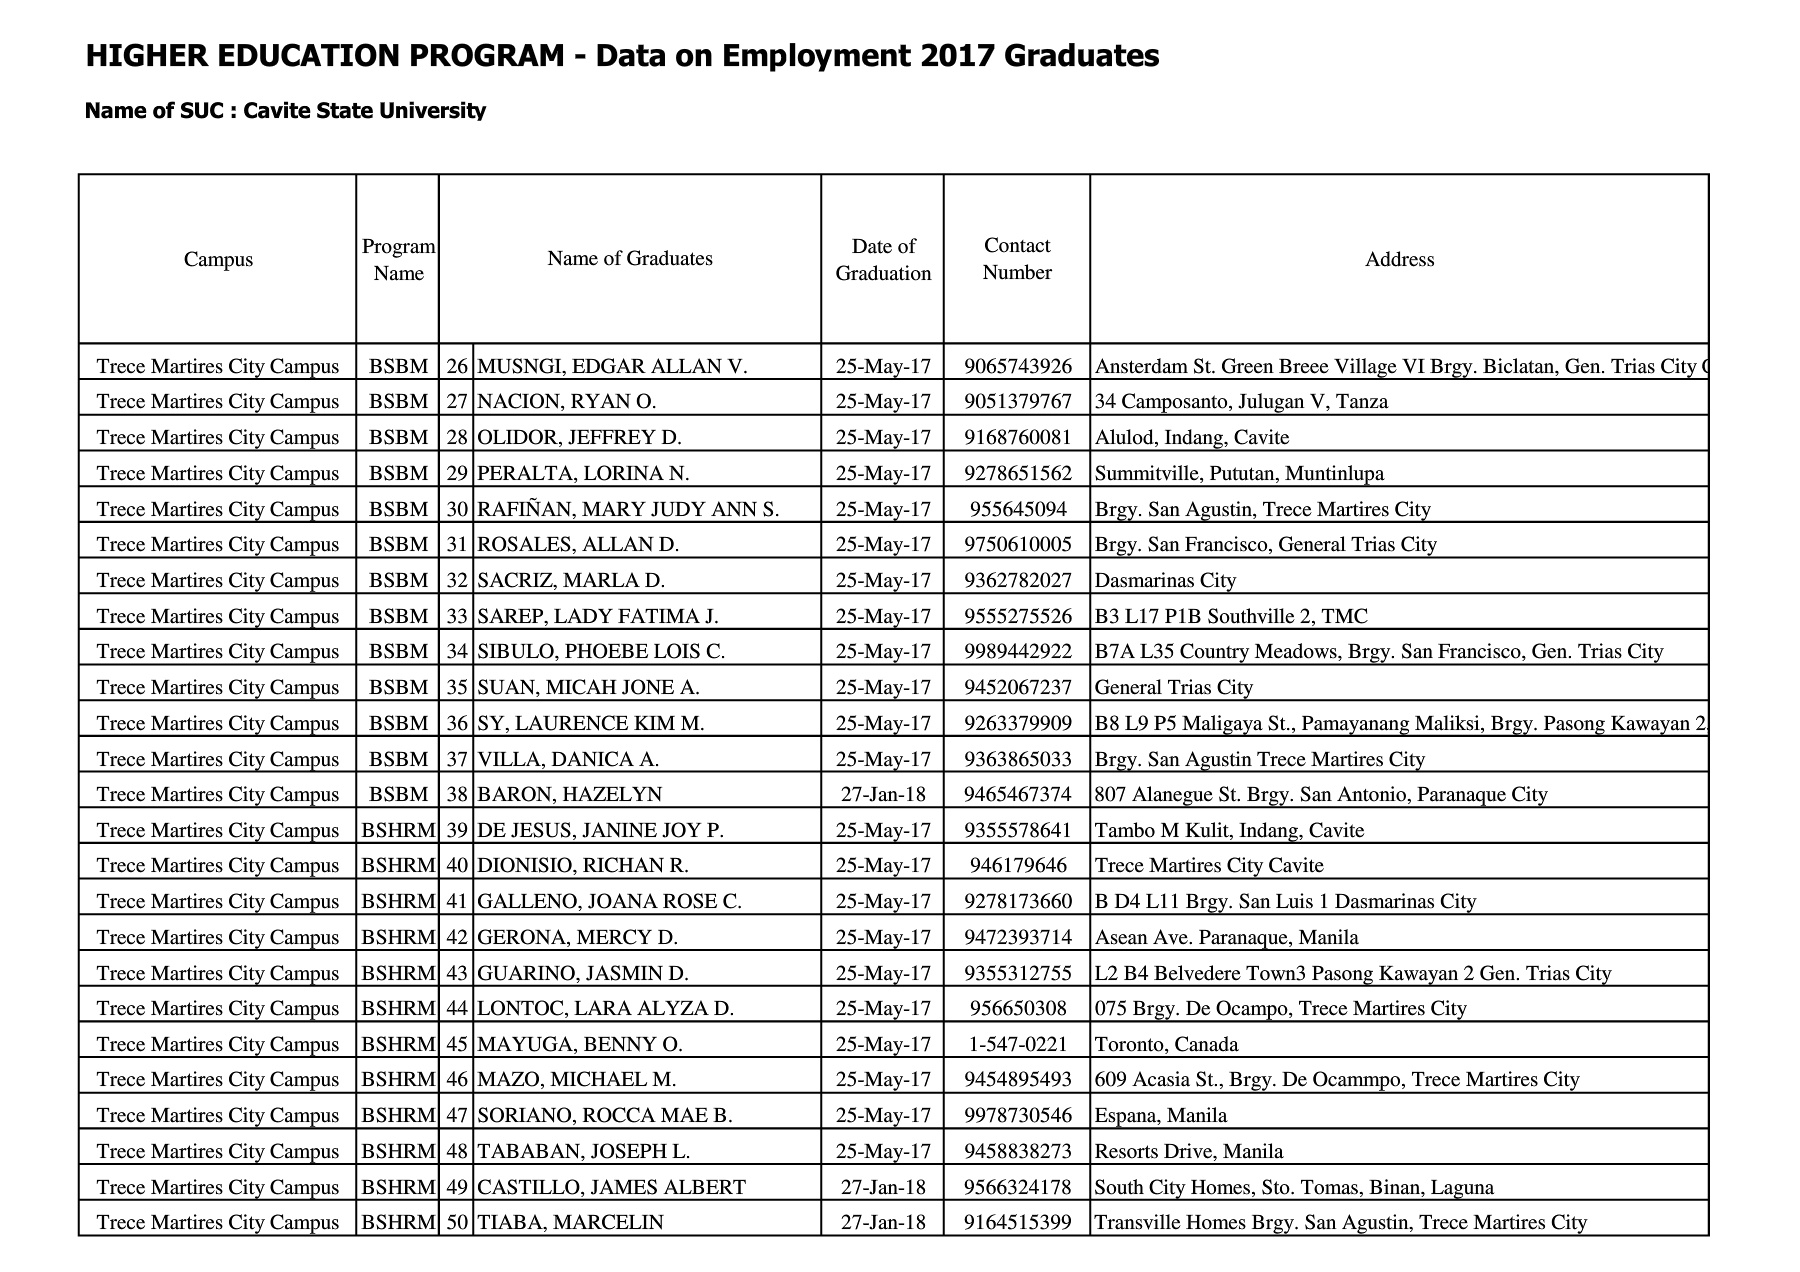 HIGHER EDUCATION PROGRAM - Data on Employment 2017 Graduates
Name of SUC : Cavite State University
Campus Program Name Name of Graduates Date of Graduation Contact Number Address
Trece Martires City Campus BSBM 26 MUSNGI, EDGAR ALLAN V. 25-May-17 9065743926 Ansterdam St. Green Breee Village VI Brgy. Biclatan, Gen. Trias City
Trece Martires City Campus BSBM 27 NACION, RYAN O. 25-May-17 9051379767 34 Camposanto, Julugan V, Tanza
Trece Martires City Campus BSBM 28 OLIDOR, JEFFREY D. 25-May-17 9168760081 Alulod, Indang, Cavite
Trece Martires City Campus BSBM 29 PERALTA, LORINA N. 25-May-17 9278651562 Summitville, Pututan, Muntinlupa
Trece Martires City Campus BSBM 30 RAFIÑAN, MARY JUDY ANN S. 25-May-17 955645094 Brgy. San Agustin, Trece Martires City
Trece Martires City Campus BSBM 31 ROSALES, ALLAN D. 25-May-17 9750610005 Brgy. San Francisco, General Trias City
Trece Martires City Campus BSBM 32 SACRIZ, MARLA D. 25-May-17 9362782027 Dasmarinas City
Trece Martires City Campus BSBM 33 SAREP, LADY FATIMA J. 25-May-17 9555275526 B3 L17 P1B Southville 2, TMC
Trece Martires City Campus BSBM 34 SIBULO, PHOEBE LOIS C. 25-May-17 9989442922 B7A L35 Country Meadows, Brgy. San Francisco, Gen. Trias City
Trece Martires City Campus BSBM 35 SUAN, MICAH JONE A. 25-May-17 9452067237 General Trias City
Trece Martires City Campus BSBM 36 SY, LAURENCE KIM M. 25-May-17 9263379909 B8 L9 P5 Maligaya St., Pamayanang Maliksi, Brgy. Pasong Kawayan 2
Trece Martires City Campus BSBM 37 VILLA, DANICA A. 25-May-17 9363865033 Brgy. San Agustin Trece Martires City
Trece Martires City Campus BSBM 38 BARON, HAZELYN 27-Jan-18 9465467374 807 Alanegue St. Brgy. San Antonio, Paranaque City
Trece Martires City Campus BSHRM 39 DE JESUS, JANINE JOY P. 25-May-17 9355578641 Tambo M Kulit, Indang, Cavite
Trece Martires City Campus BSHRM 40 DIONISIO, RICHAN R. 25-May-17 946179646 Trece Martires City Cavite
Trece Martires City Campus BSHRM 41 GALLENO, JOANA ROSE C. 25-May-17 9278173660 B D4 L11 Brgy. San Luis 1 Dasmarinas City
Trece Martires City Campus BSHRM 42 GERONA, MERCY D. 25-May-17 9472393714 Asean Ave. Paranaque, Manila
Trece Martires City Campus BSHRM 43 GUARINO, JASMIN D. 25-May-17 9355312755 L2 B4 Belvedere Town3 Pasong Kawayan 2 Gen. Trias City
Trece Martires City Campus BSHRM 44 LONTOC, LARA ALYZA D. 25-May-17 956650308 075 Brgy. De Ocampo, Trece Martires City
Trece Martires City Campus BSHRM 45 MAYUGA, BENNY O. 25-May-17 1-547-0221 Toronto, Canada
Trece Martires City Campus BSHRM 46 MAZO, MICHAEL M. 25-May-17 9454895493 609 Acasia St., Brgy. De Ocammpo, Trece Martires City
Trece Martires City Campus BSHRM 47 SORIANO, ROCCA MAE B. 25-May-17 9978730546 Espana, Manila
Trece Martires City Campus BSHRM 48 TABABAN, JOSEPH L. 25-May-17 9458838273 Resorts Drive, Manila
Trece Martires City Campus BSHRM 49 CASTILLO, JAMES ALBERT 27-Jan-18 9566324178 South City Homes, Sto. Tomas, Binan, Laguna
Trece Martires City Campus BSHRM 50 TIABA, MARCELIN 27-Jan-18 9164515399 Transville Homes Brgy. San Agustin, Trece Martires City